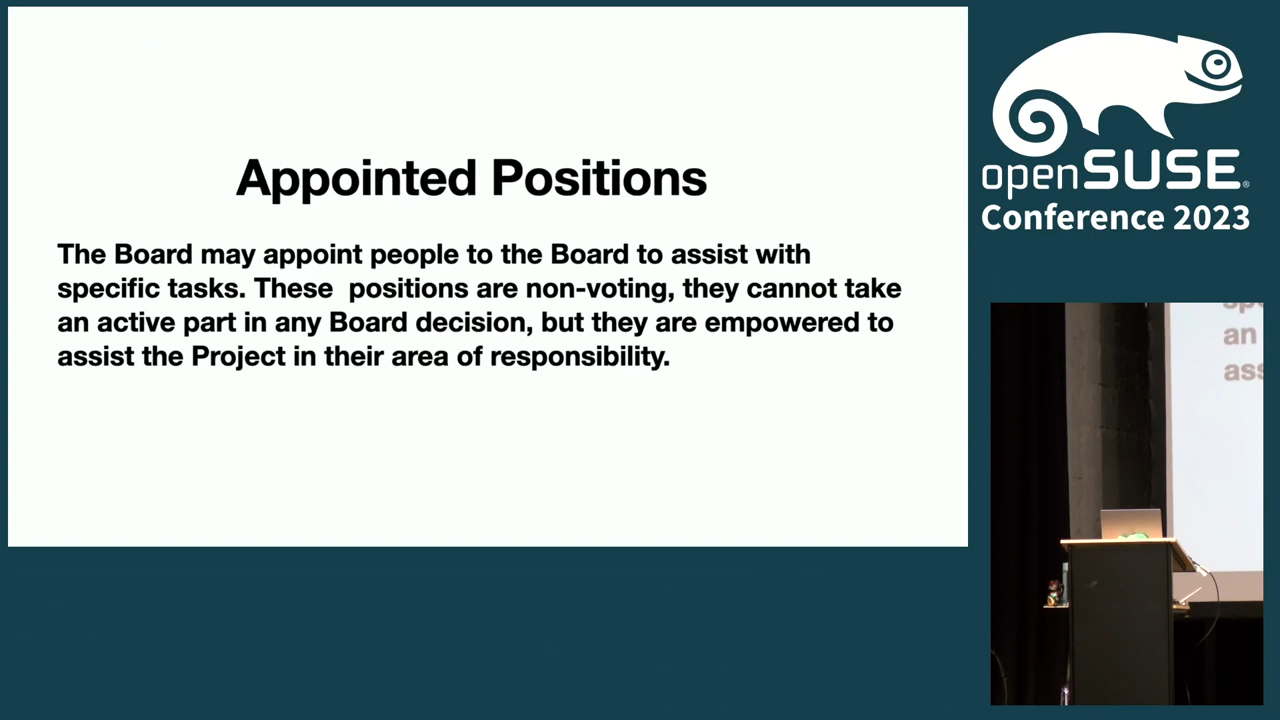 Appointed Positions
The Board may appoint people to the Board to assist with
specific tasks. These  positions are non-voting, they cannot take
an active part in any Board decision, but they are empowered to
assist the Project in their area of responsibility.
openSUSE®
Conference 2023
an
ass